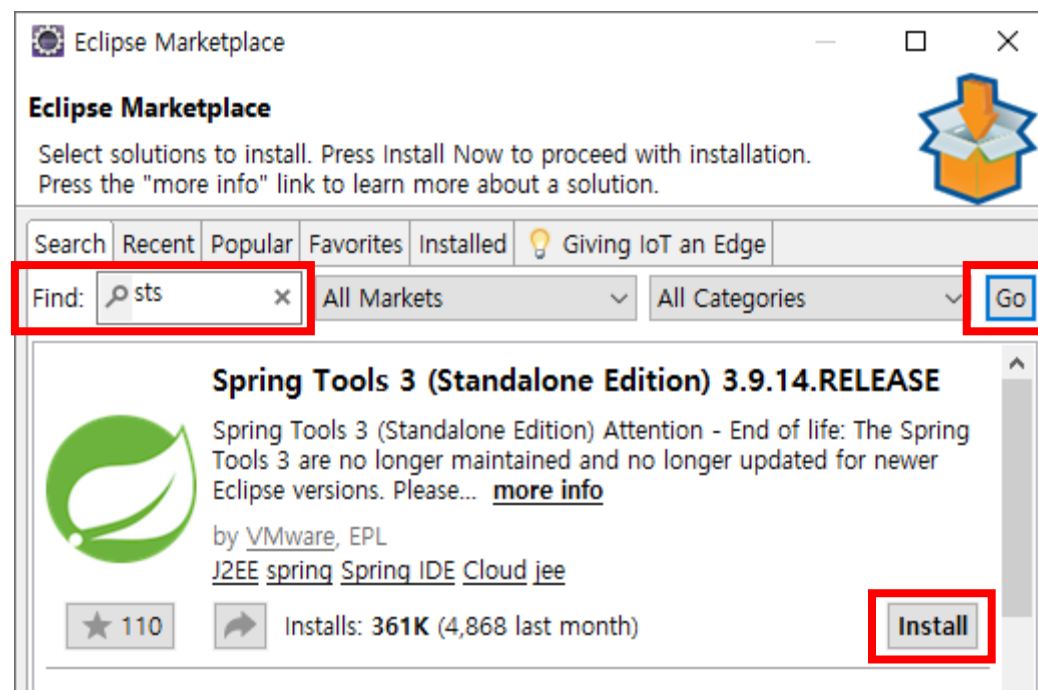 Eclipse Marketplace
Eclipse Marketplace
Select solutions to install. Press Install Now to proceed with installation.
Press the "more info" link to learn more about a solution.
Search Recent Popular Favorites Installed Giving IoT an Edge
Find: sts All Markets All Categories Go
Spring Tools 3 (Standalone Edition) 3.9.14.RELEASE
Spring Tools 3 (Standalone Edition) Attention - End of life: The Spring
Tools 3 are no longer maintained and no longer updated for newer
Eclipse versions. Please... more info
by VMware, EPL
J2EE spring Spring IDE Cloud jee
110 Installs: 361K (4,868 last month) Install